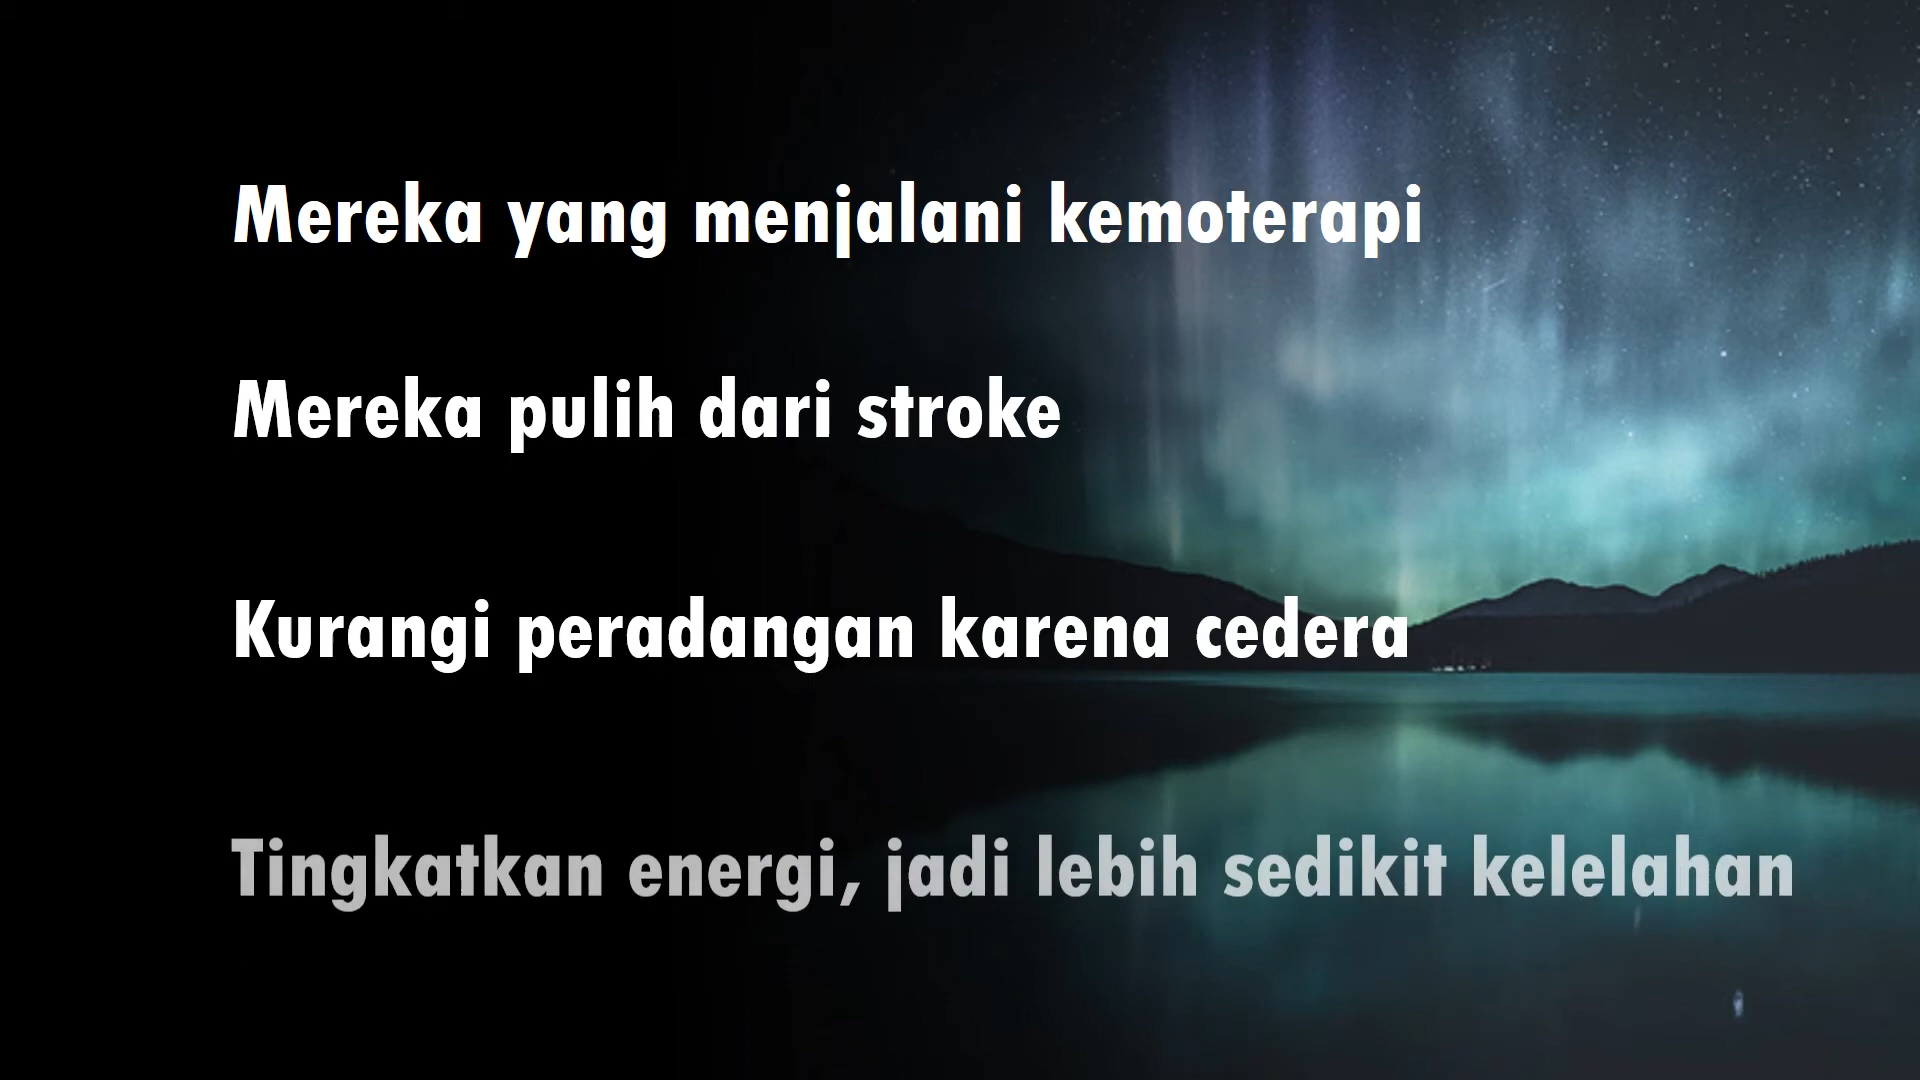 Mereka yang menjalani kemoterapi
Mereka pulih dari stroke
Kurangi peradangan karena cedera
Tingkatkan energi, jadi lebih sedikit kelelahan